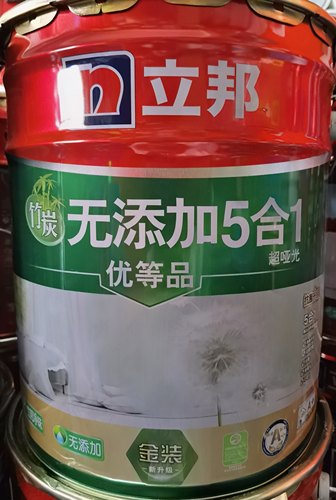 n 立邦
竹炭
无添加5合1
超哑光
优等品
无添加
金装
新升级